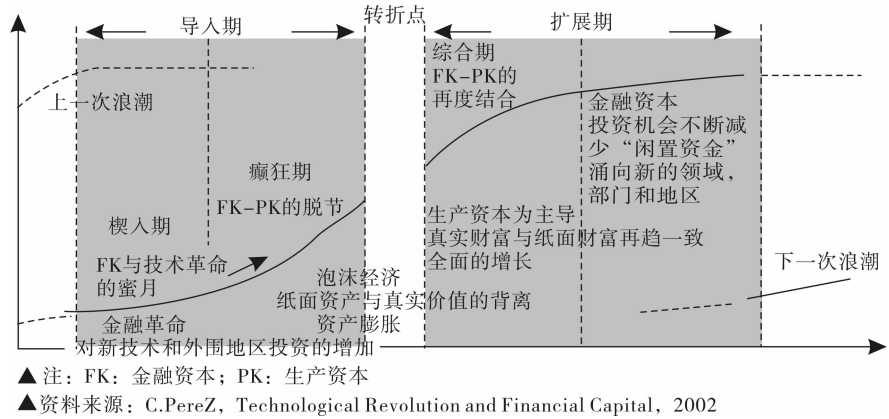 导入期
转折点
扩展期
上一次浪潮
楔入期
FK与技术革命
的蜜月
金融革命
对新技术和外围地区投资的增加
癫狂期
FK-PK的脱节
泡沫经济
纸面资产与真实价值的背离
资产膨胀
综合期
FK-PK的
再度结合
生产资本为主导
真实财富与纸面财富再趋一致
全面的增长
金融资本
投资机会不断减
少“闲置资金”
涌向新的领域,
部门和地区
下一次浪潮
▲注: FK: 金融资本; PK: 生产资本
▲资料来源: C.PereZ, Technological Revolution and Financial Capital, 2002